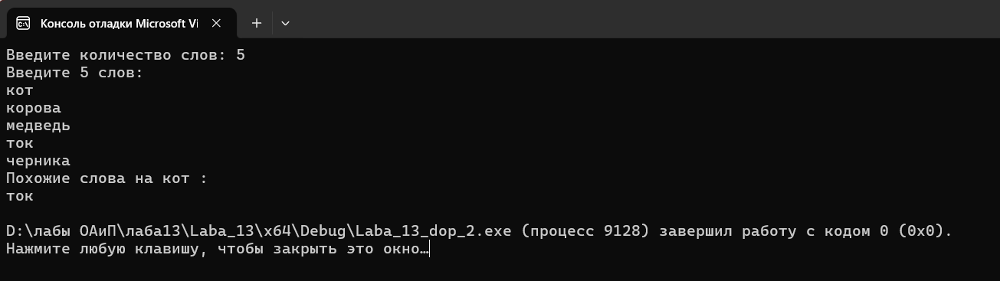 Консоль отладки Microsoft Vi
Введите количество слов: 5
Введите 5 слов:
кот
корова
медведь
ток
черника
Похожие слова на кот :
ток
D:\лабы ОАиП\лаба13\Laba_13\x64\Debug\Laba_13_dop_2.exe (процесс 9128) завершил работу с кодом 0 (0x0).
Нажмите любую клавишу, чтобы закрыть это окно…